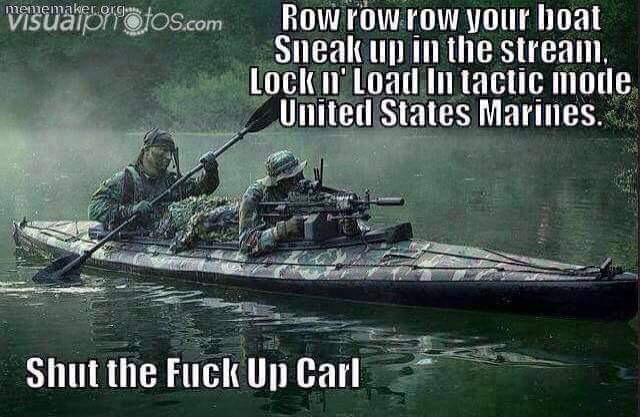 mememaker.org
visualphotos.com
Row row row your boat
Sneak up in the stream,
Lock n' Load In tactic mode
United States Marines.
Shut the Fuck Up Carl